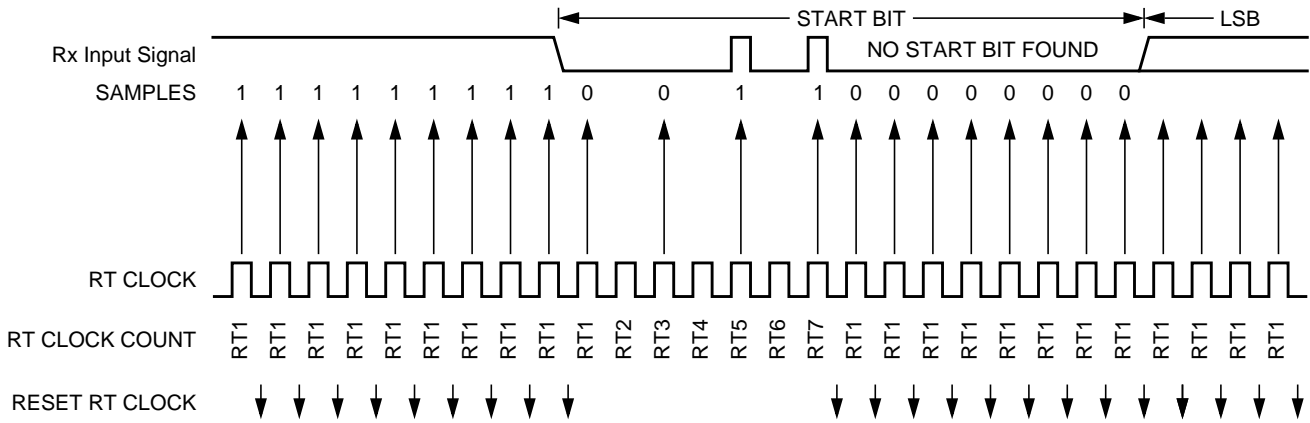 START BIT
LSB
Rx Input Signal
NO START BIT FOUND
SAMPLES 1 1 1 1 1 1 1 1 1 0 0 1 1 0 0 0 0 0 0 0 0
RT CLOCK
RT CLOCK COUNT RT1 RT1 RT1 RT1 RT1 RT1 RT1 RT1 RT1 RT1 RT2 RT3 RT4 RT5 RT6 RT7 RT1 RT1 RT1 RT1 RT1 RT1 RT1 RT1 RT1 RT1 RT1 RT1
RESET RT CLOCK